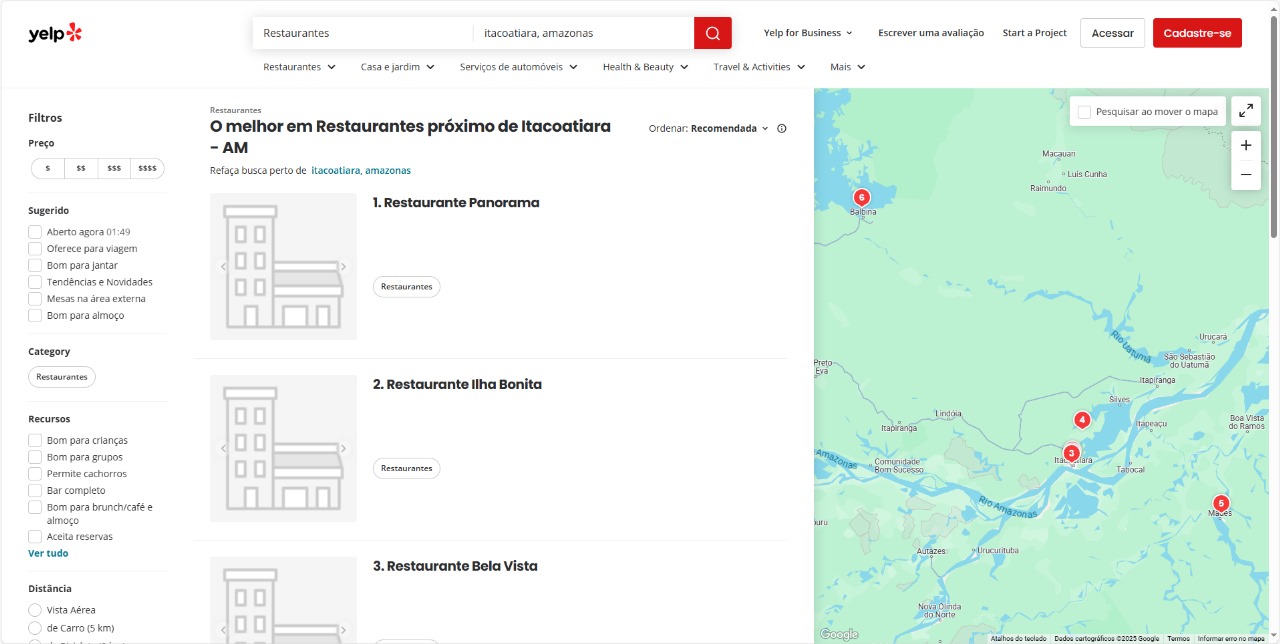 yelp
Restaurantes
itacoatiara, amazonas
Yelp for Business
Escrever uma avaliação
Start a Project
Acessar
Cadastre-se
Restaurantes
Casa e jardim
Serviços de automóveis
Health & Beauty
Travel & Activities
Mais
Filtros
Preço
$
$$
$$$
$$$$
Sugerido
Aberto agora 01:49
Oferece para viagem
Bom para jantar
Tendências e Novidades
Mesas na área externa
Bom para almoço
Category
Restaurantes
Recursos
Bom para crianças
Bom para grupos
Permite cachorros
Bar completo
Bom para brunch/café e
almoço
Aceita reservas
Ver tudo
Distância
Vista Aérea
de Carro (5 km)
Restaurantes
O melhor em Restaurantes próximo de Itacoatiara
- AM
Ordenar: Recomendada
Refaça busca perto de itacoatiara, amazonas
1. Restaurante Panorama
Restaurantes
2. Restaurante Ilha Bonita
Restaurantes
3. Restaurante Bela Vista
Pesquisar ao mover o mapa
Macauari
Luis Cunha
Raimundo
6
Balbina
Urucará
Rio Uatumã
São Sebastião
do Uatumã
Preto
Eva
Itapiranga
Silves
Lindóia
4
Itapiranga
Itapeaçu
Boa Vista
do Ramos
3
Amazonas
Comunidade
Bom Sucesso
Tabocal
Rio Amazonas
5
Maués
Autazes
Urucurituba
Nova Olinda
do Norte
Google
Atalhos do teclado
Dados cartográficos ©2025 Google
Termos
Informar erro no mapa